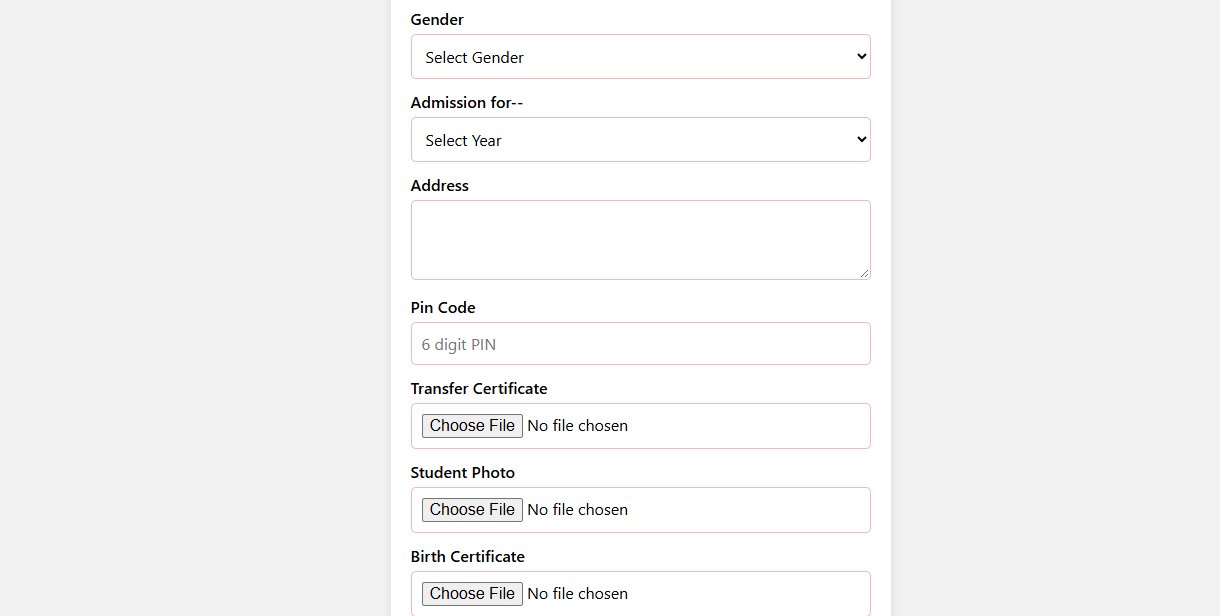 Gender
Select Gender
Admission for--
Select Year
Address
Pin Code
6 digit PIN
Transfer Certificate
Choose File No file chosen
Student Photo
Choose File No file chosen
Birth Certificate
Choose File No file chosen